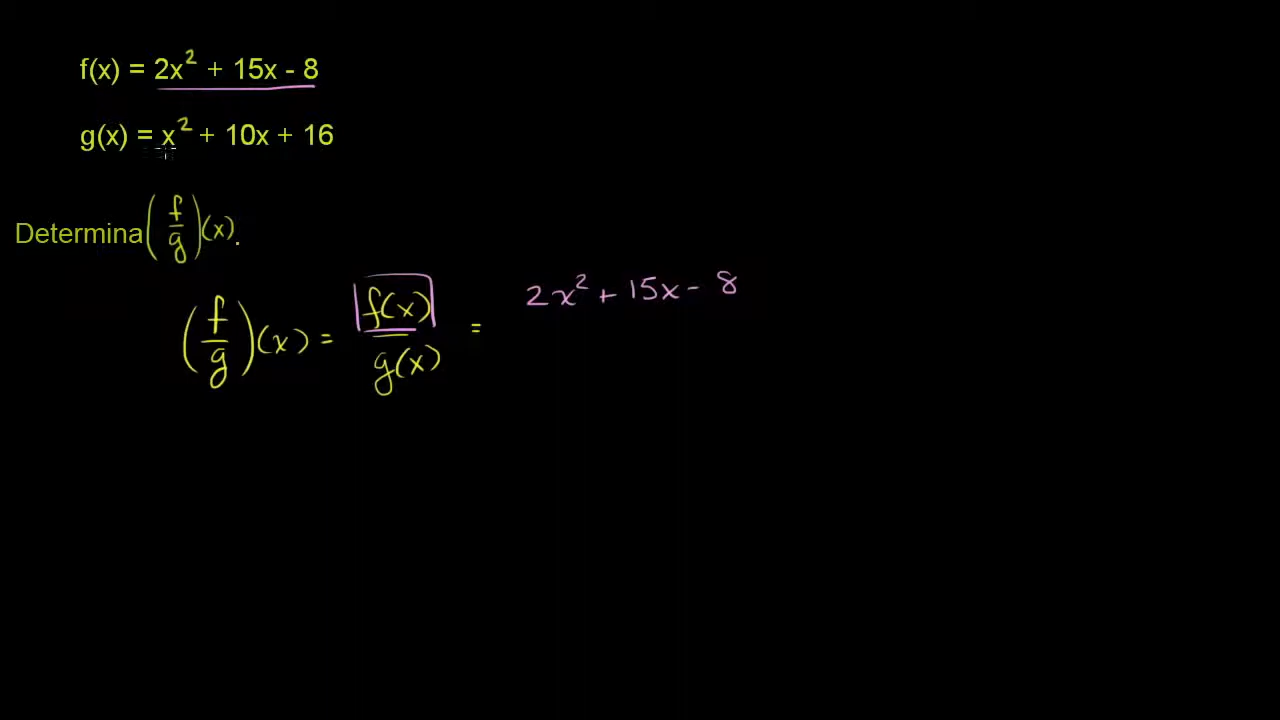 f(x) = 2x² + 15x - 8
g(x) = x² + 10x + 16
Determina (f/g)(x).
(f/g)(x) = f(x)/g(x) = 2x² + 15x - 8